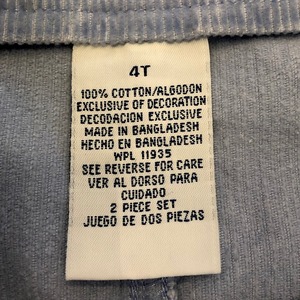 4T
100% COTTON/ALGODON
EXCLUSIVE OF DECORATION
DECODACION EXCLUSIVE
MADE IN BANGLADESH
HECHO EN BANGLADESH
WPL 11935
SEE REVERSE FOR CARE
VER AL DORSO PARA
CUIDADO
2 PIECE SET
JUEGO DE DOS PIEZAS